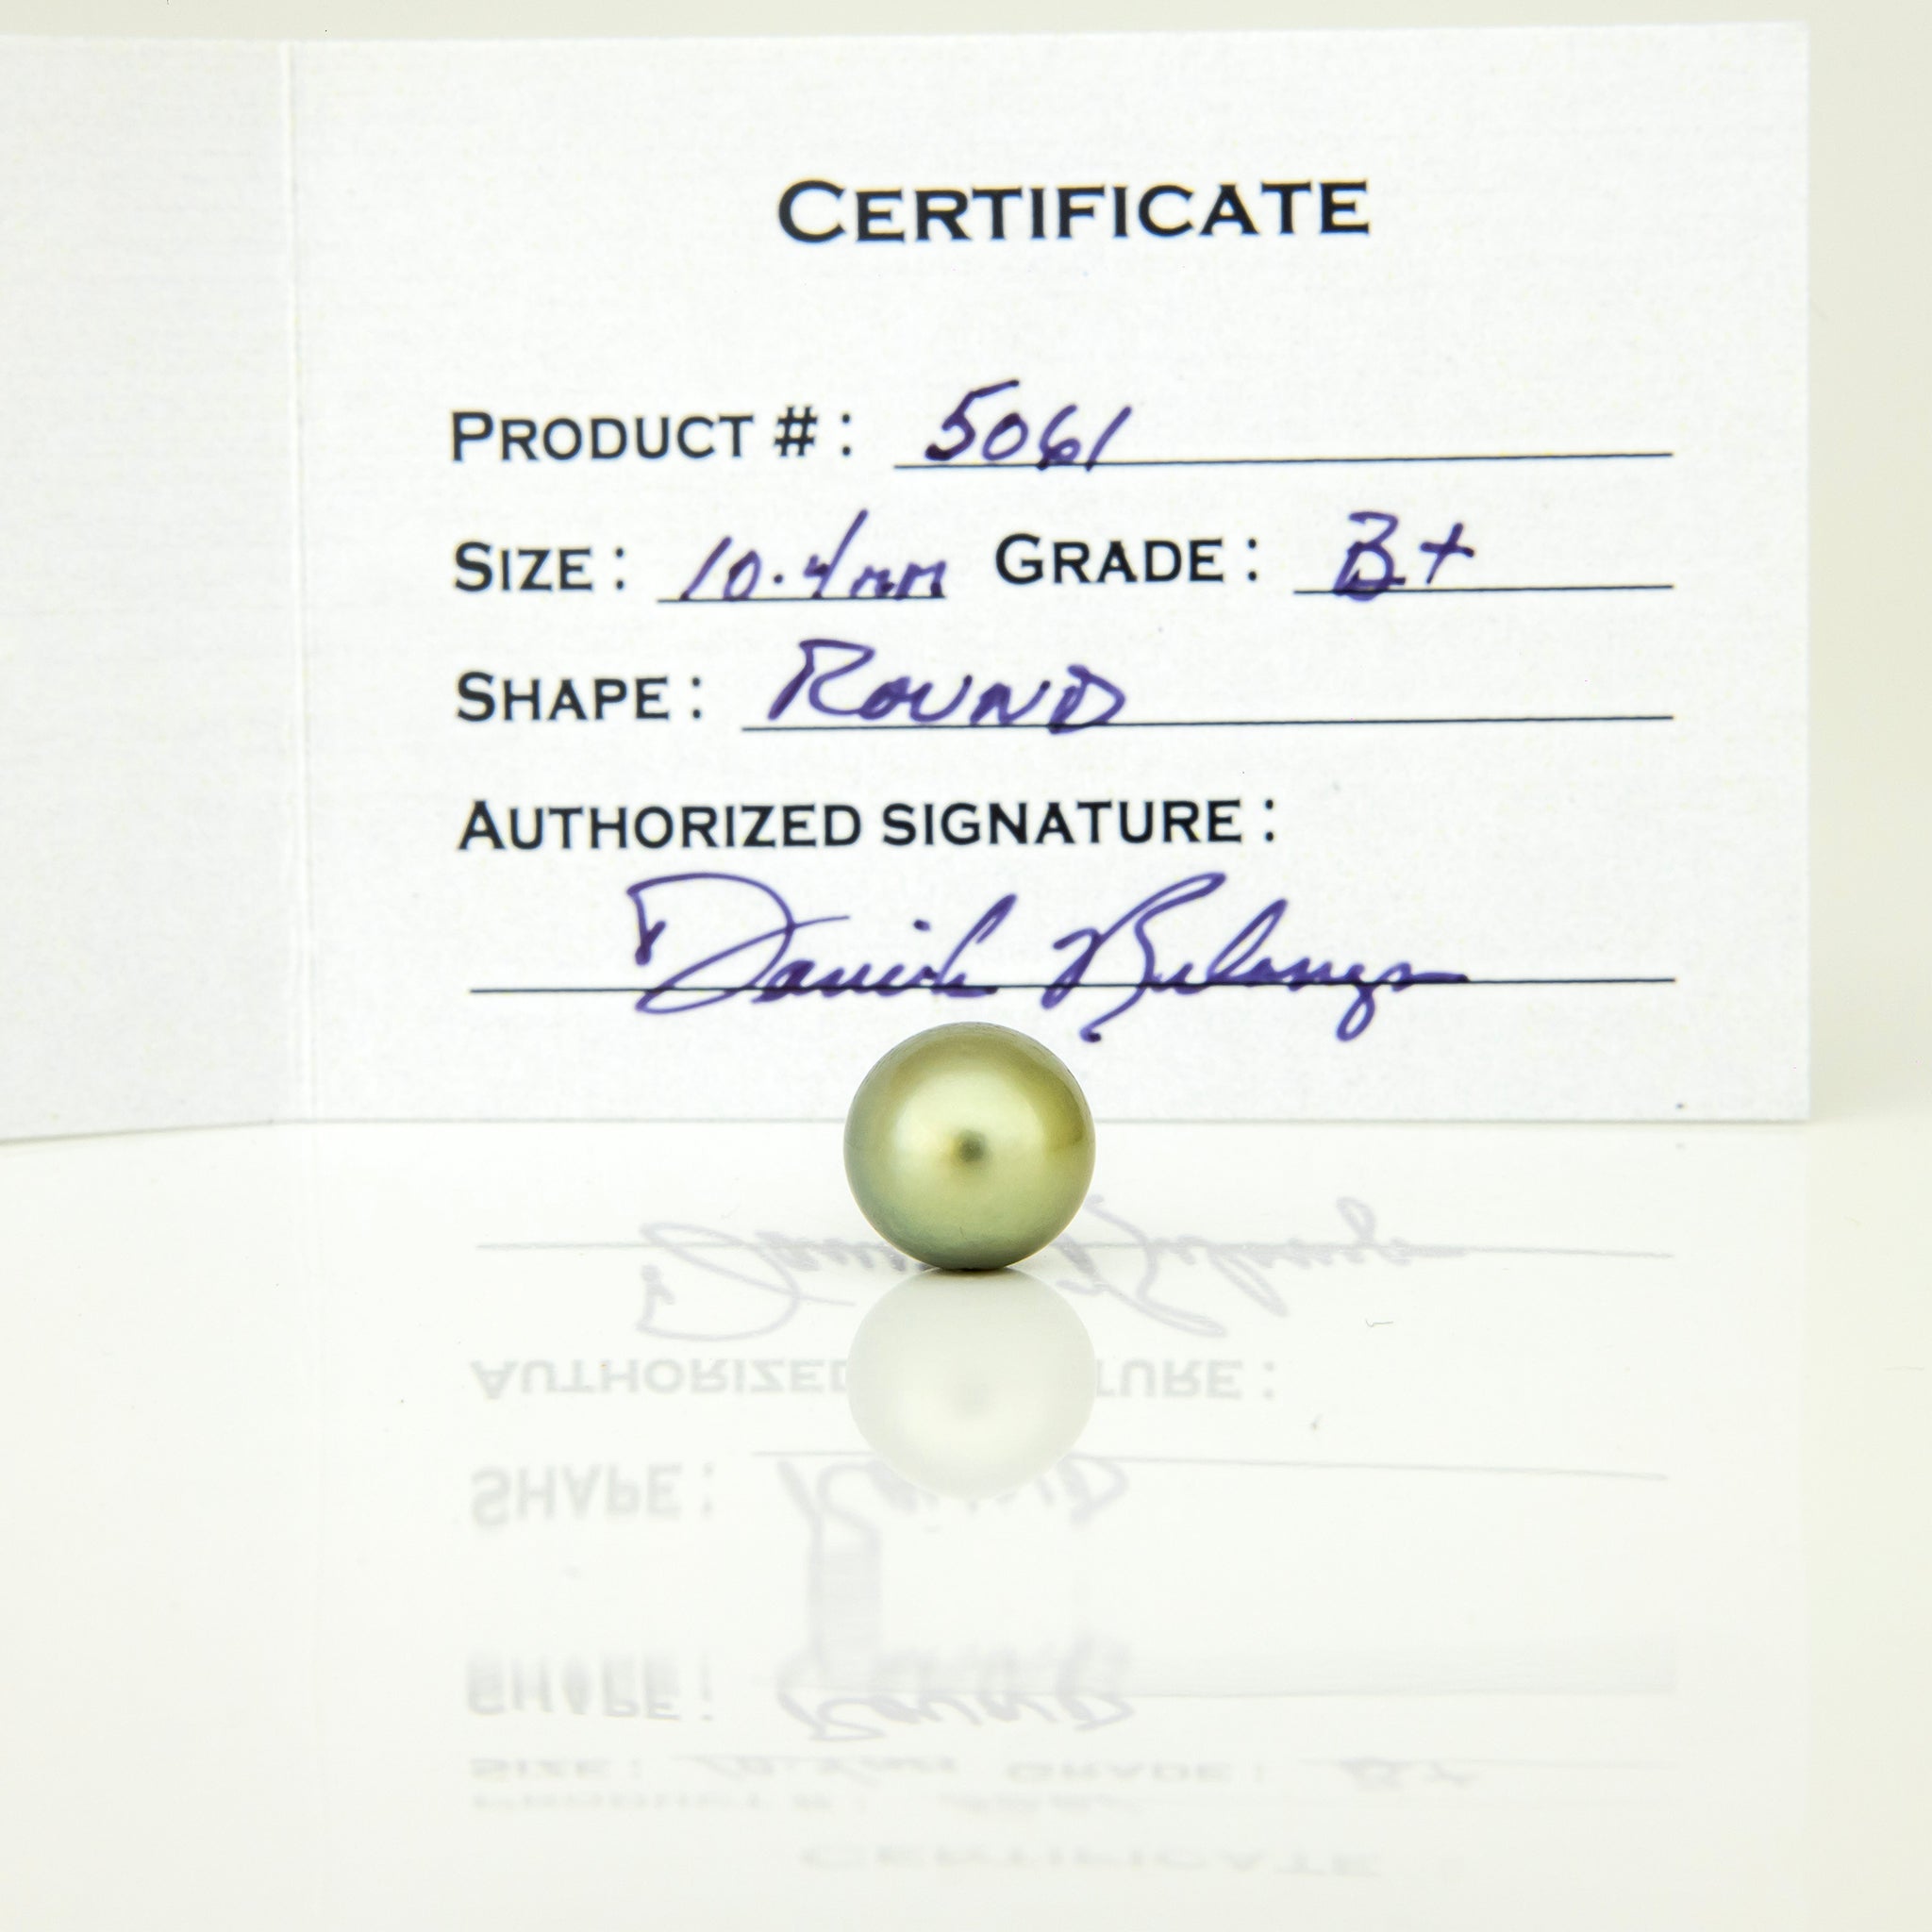 CERTIFICATE
PRODUCT #: 5061
SIZE: 10.4mm GRADE: B+
SHAPE: ROUND
AUTHORIZED SIGNATURE: